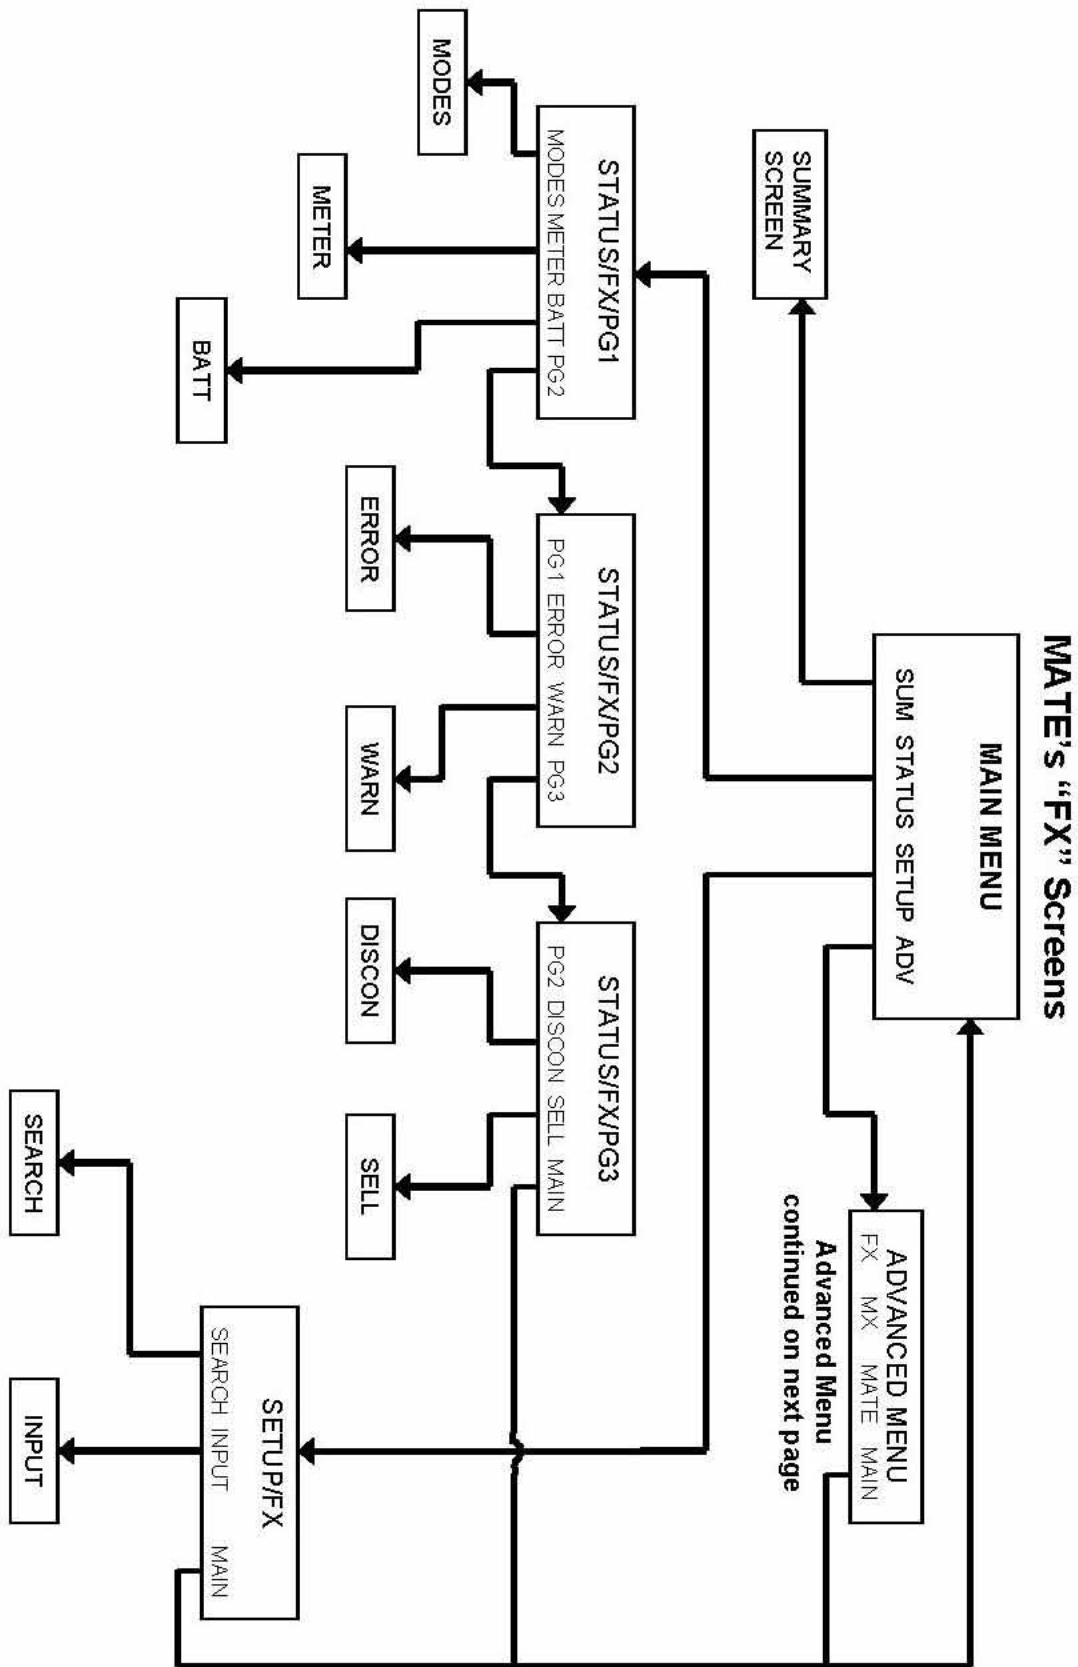 MATE's “FX” Screens
MAIN MENU
SUM STATUS SETUP ADV
SUMMARY
SCREEN
ADVANCED MENU
FX MX MATE MAIN
Advanced Menu
continued on next page
STATUS/FX/PG1
MODES METER BATT PG2
STATUS/FX/PG2
PG1 ERROR WARN PG3
STATUS/FX/PG3
PG2 DISCON SELL MAIN
MODES
METER
BATT
ERROR
WARN
DISCON
SELL
SETUP/FX
SEARCH INPUT MAIN
SEARCH
INPUT